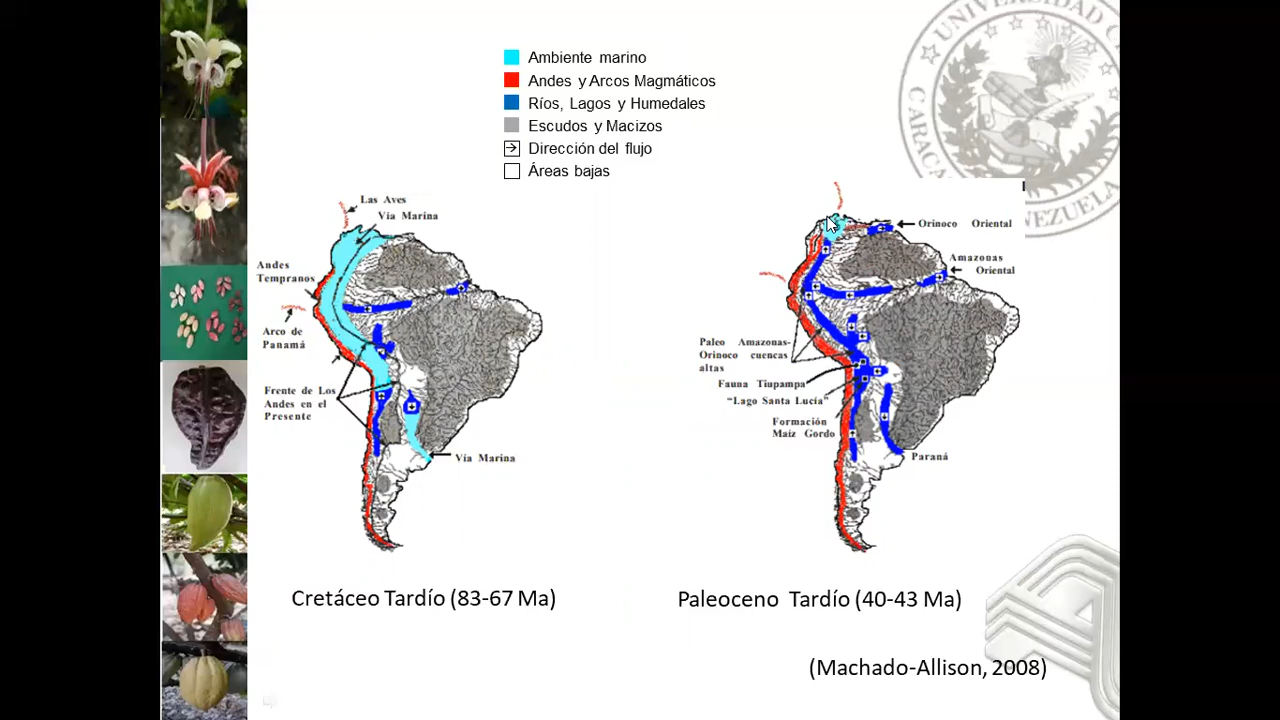 Ambiente marino
Andes y Arcos Magmáticos
Ríos, Lagos y Humedales
Escudos y Macizos
Dirección del flujo
Áreas bajas
Las Aves
Vía Marina
Andes
Tempranos
Arco de
Panamá
Frente de Los
Andes en el
Presente
Vía Marina
Orinoco Oriental
Amazonas
Oriental
Paleo Amazonas-
Orinoco cuencas
altas
Fauna Tiupampa
“Lago Santa Lucía”
Formación
Maíz Gordo
Paraná
Cretáceo Tardío (83-67 Ma)
Paleoceno Tardío (40-43 Ma)
(Machado-Allison, 2008)
UNIVERSIDAD
CARACAS